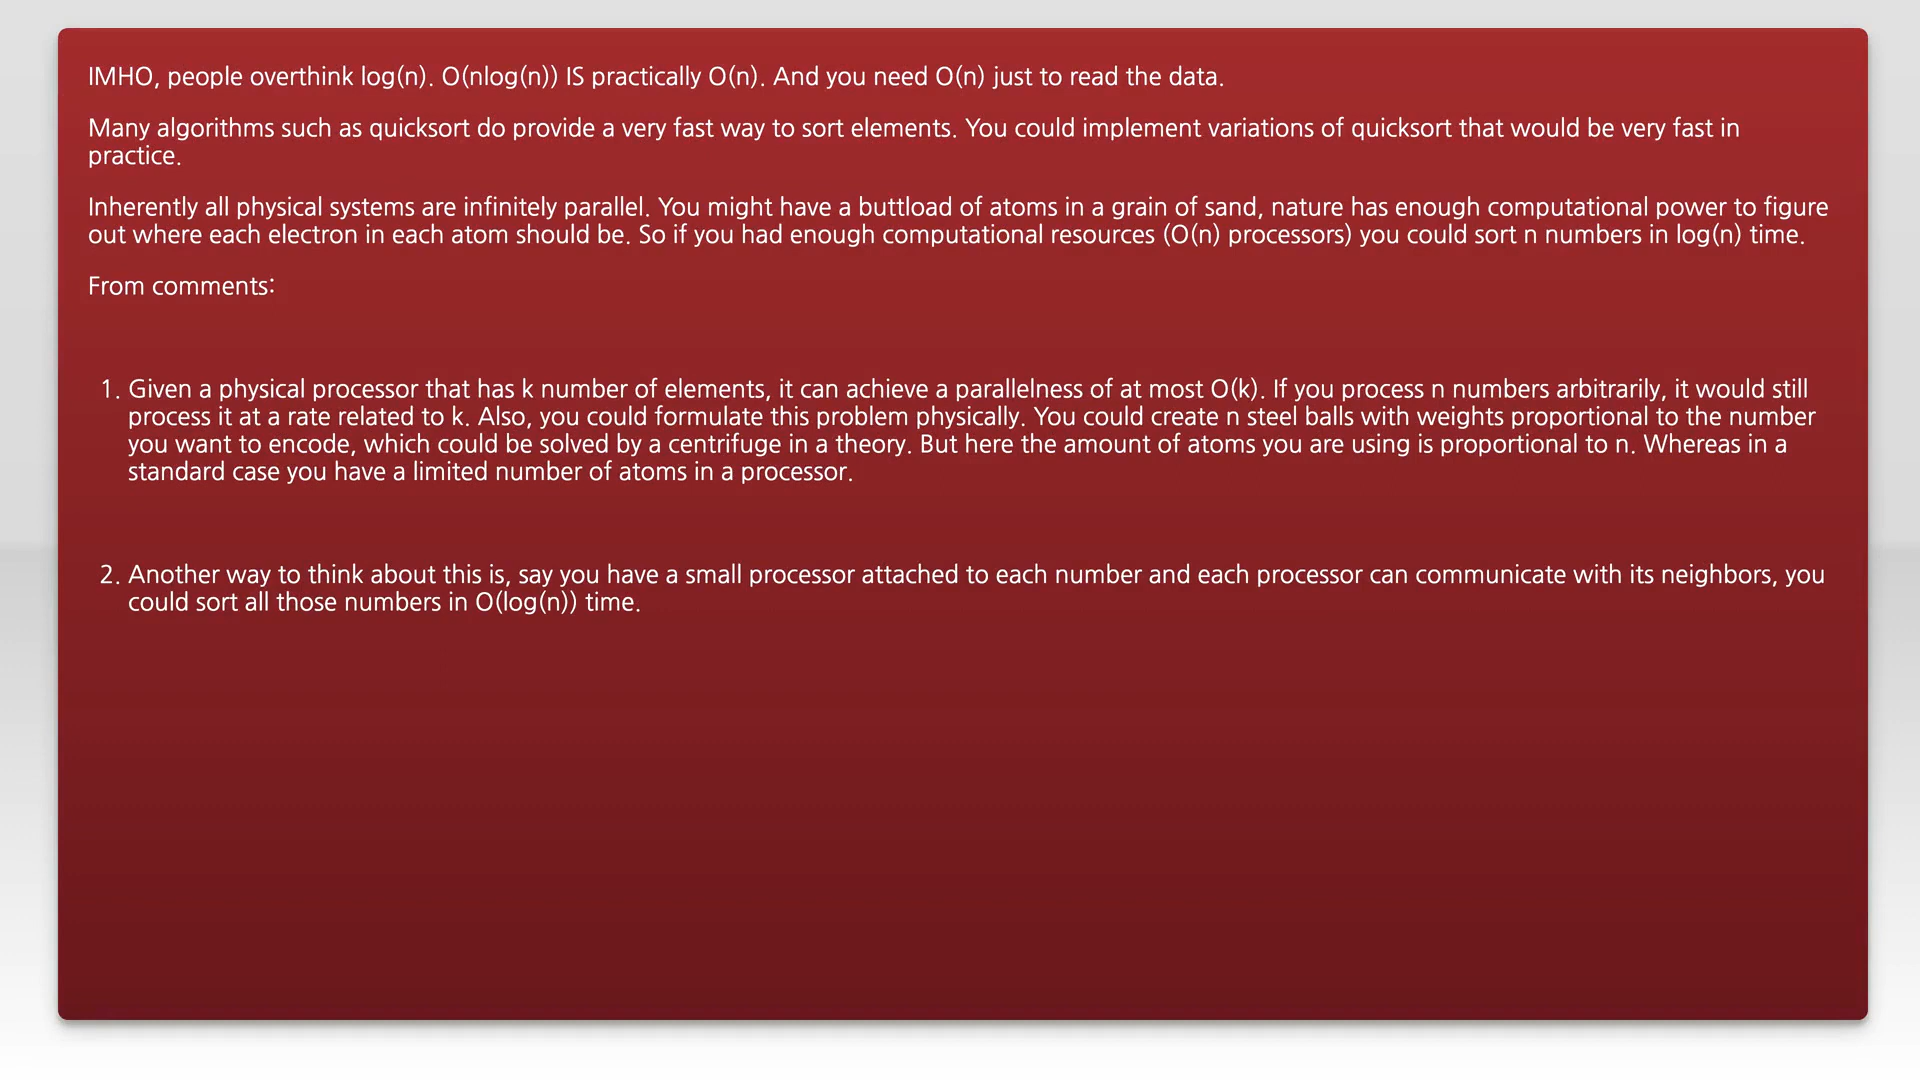 IMHO, people overthink log(n). O(nlog(n)) IS practically O(n). And you need O(n) just to read the data.
Many algorithms such as quicksort do provide a very fast way to sort elements. You could implement variations of quicksort that would be very fast in
practice.
Inherently all physical systems are infinitely parallel. You might have a buttload of atoms in a grain of sand, nature has enough computational power to figure
out where each electron in each atom should be. So if you had enough computational resources (O(n) processors) you could sort n numbers in log(n) time.
From comments:
1. Given a physical processor that has k number of elements, it can achieve a parallelness of at most O(k). If you process n numbers arbitrarily, it would still
process it at a rate related to k. Also, you could formulate this problem physically. You could create n steel balls with weights proportional to the number
you want to encode, which could be solved by a centrifuge in a theory. But here the amount of atoms you are using is proportional to n. Whereas in a
standard case you have a limited number of atoms in a processor.
2. Another way to think about this is, say you have a small processor attached to each number and each processor can communicate with its neighbors, you
could sort all those numbers in O(log(n)) time.